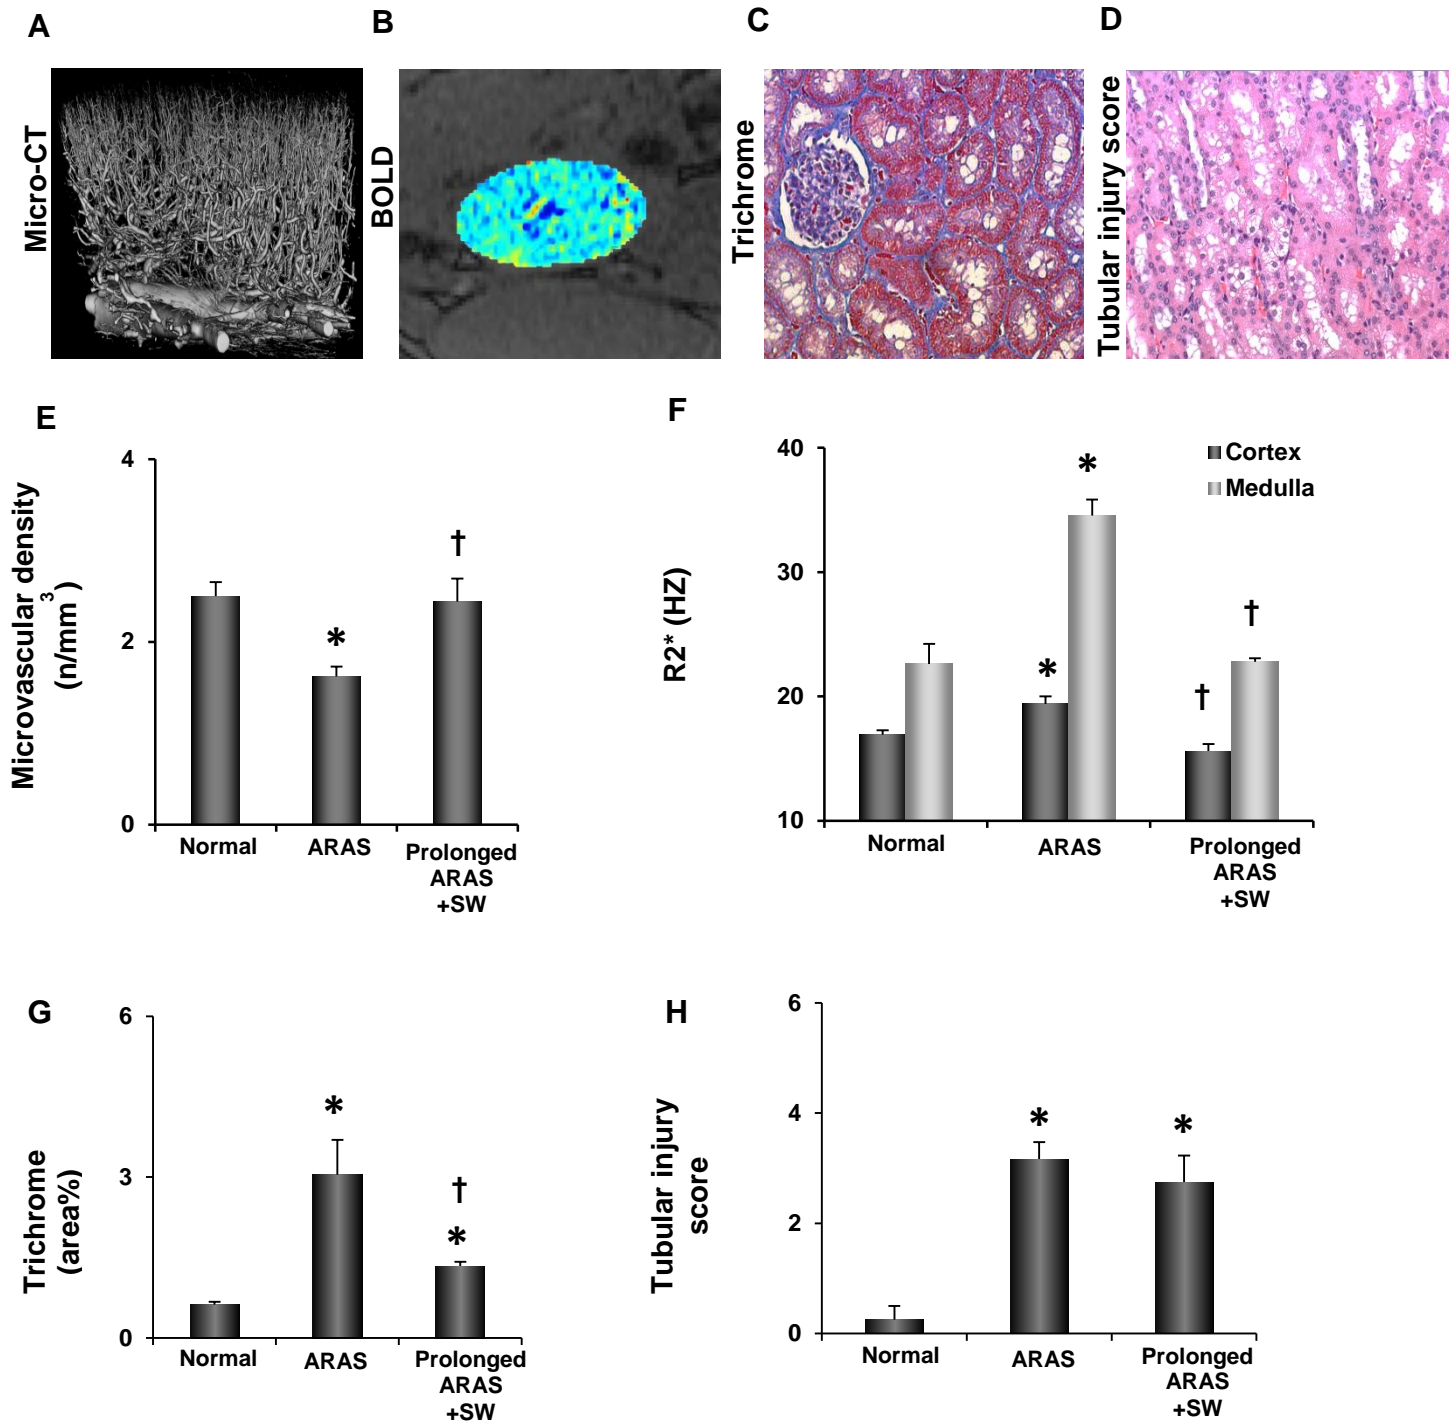 A
B
C
D
Micro-CT
BOLD
Trichrome
Tubular injury score
E
Microvascular density
(n/mm3)
4
2
0
*
†
Normal
ARAS
Prolonged
ARAS
+SW
F
R2* (HZ)
40
30
20
10
Cortex
Medulla
*
*
†
†
Normal
ARAS
Prolonged
ARAS
+SW
G
Trichrome
(area%)
6
3
0
*
†
*
Normal
ARAS
Prolonged
ARAS
+SW
H
Tubular injury
score
6
4
2
0
*
*
Normal
ARAS
Prolonged
ARAS
+SW